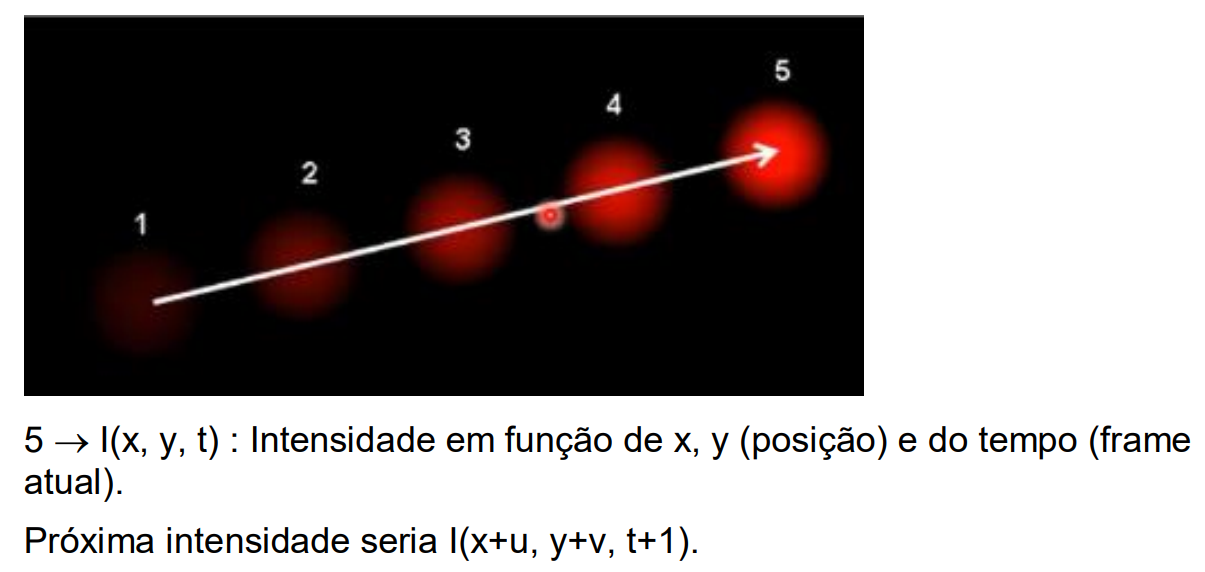 1
2
3
4
5
5 → I(x, y, t) : Intensidade em função de x, y (posição) e do tempo (frame
atual).
Próxima intensidade seria I(x+u, y+v, t+1).